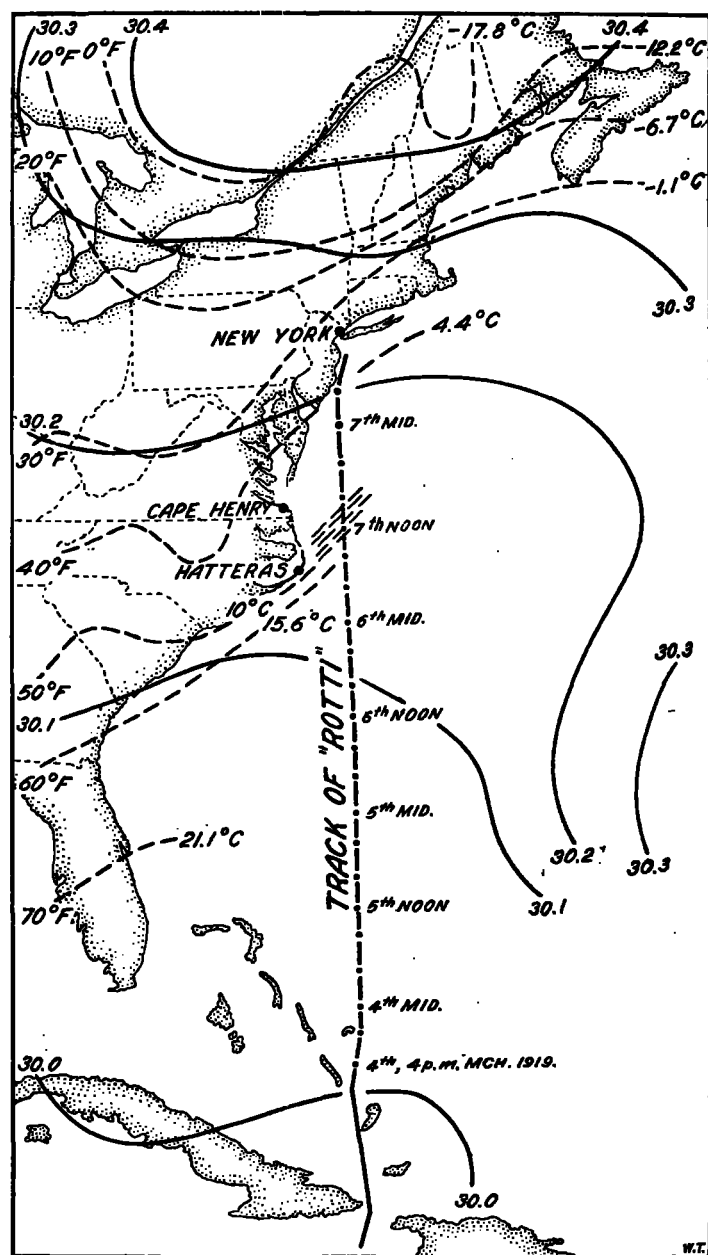 30.3
30.4
-17.8°C
30.4
10°F
0°F
-12.2°C
-6.7°C
20°F
-1.1°C
30.3
NEW YORK
4.4°C
30.2
7th MID.
30°F
CAPE HENRY
7th NOON
40°F
HATTERAS
10°C
15.6°C
6th MID.
30.3
50°F
30.1
6th NOON
60°F
TRACK OF "ROTTI"
5th MID.
21.1°C
30.2
30.3
70°F
5th NOON
30.1
4th MID.
30.0
4th, 4 p.m. MCH. 1919.
30.0
W.T.